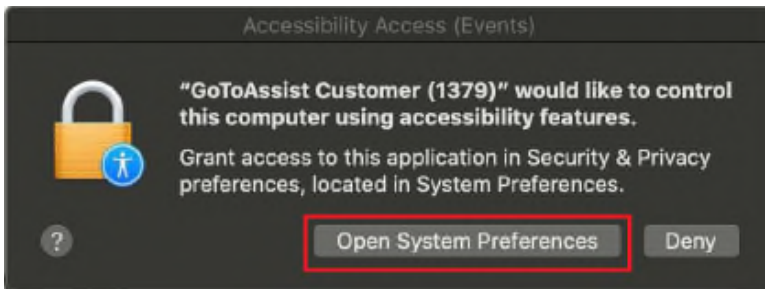 Accessibility Access (Events)
“GoToAssist Customer (1379)” would like to control
this computer using accessibility features.
Grant access to this application in Security & Privacy
preferences, located in System Preferences.
?
Open System Preferences
Deny